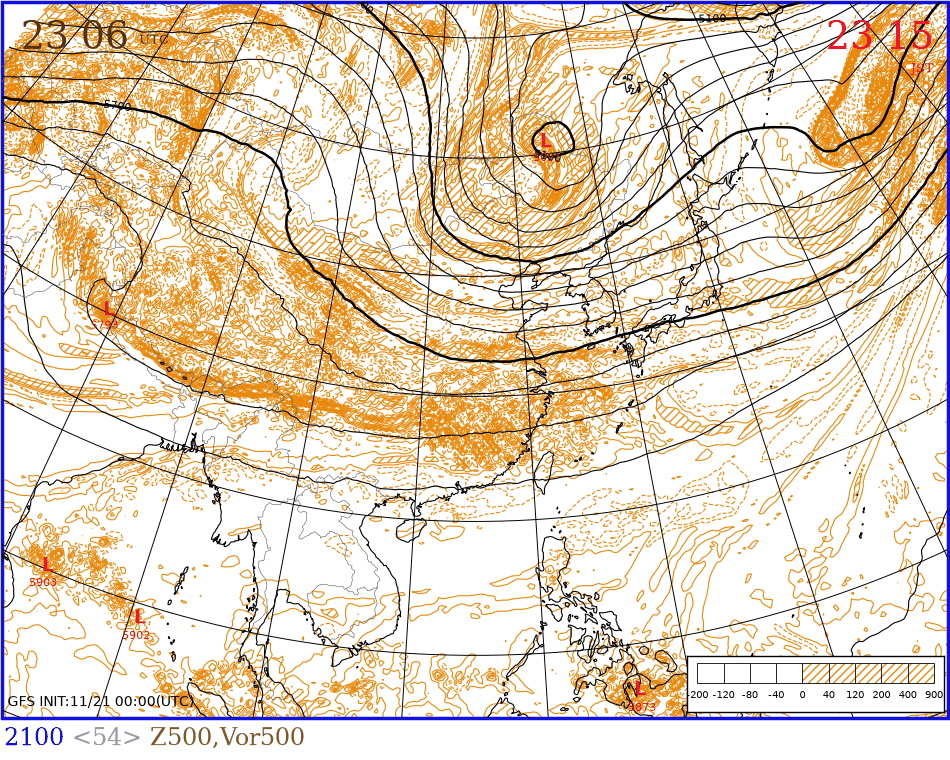 5100
23 06 UTC
23 15
JST
5700
L
L
L
5903
L
5902
L
5873
GFS INIT:11/21 00:00(UTC)
-200 -120 -80 -40 0 40 120 200 400 900
2100 <54> Z500,Vor500